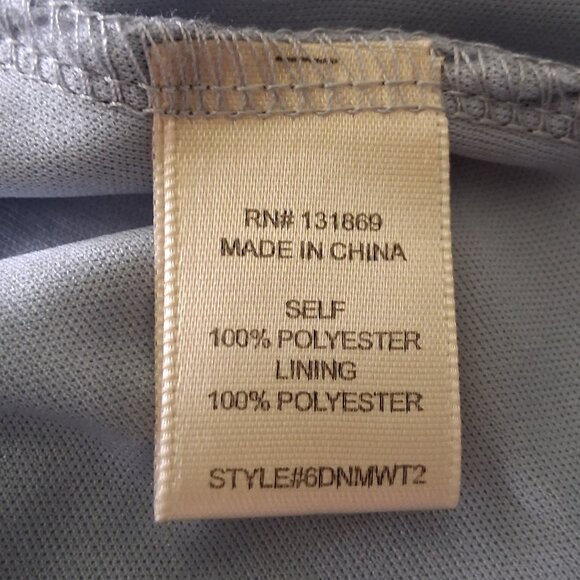 RN# 131869
MADE IN CHINA
SELF
100% POLYESTER
LINING
100% POLYESTER
STYLE#6DNMWT2